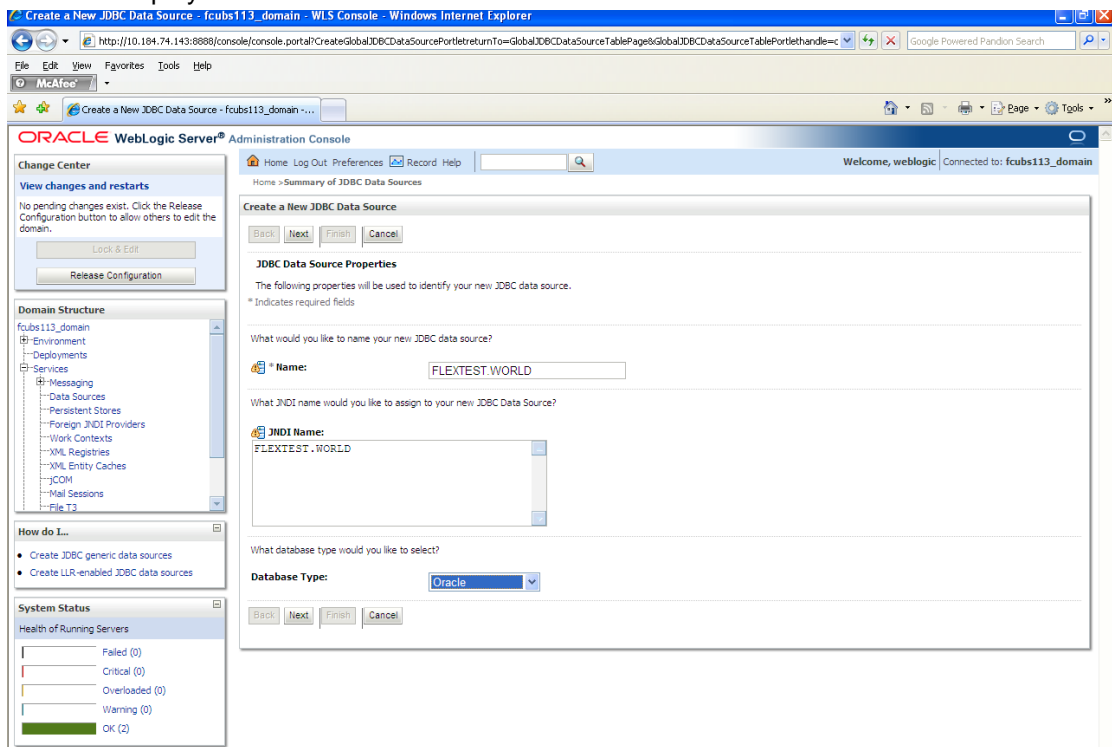 Create a New JDBC Data Source - fcubs113_domain - WLS Console - Windows Internet Explorer
http://10.184.74.143:8888/console/console.portal?CreateGlobalJDBCDataSourcePortletreturnTo=GlobalJDBCDataSourceTablePage&GlobalJDBCDataSourceTablePortlethandle=c
Google Powered Pandion Search
File Edit View Favorites Tools Help
McAfee
Create a New JDBC Data Source - fcubs113_domain -...
Page Tools
ORACLE WebLogic Server® Administration Console
Change Center
View changes and restarts
No pending changes exist. Click the Release
Configuration button to allow others to edit the
domain.
Lock & Edit
Release Configuration
Domain Structure
fcubs113_domain
Environment
Deployments
Services
Messaging
Data Sources
Persistent Stores
Foreign JNDI Providers
Work Contexts
XML Registries
XML Entity Caches
jCOM
Mail Sessions
File T3
How do I...
Create JDBC generic data sources
Create LLR-enabled JDBC data sources
System Status
Health of Running Servers
Failed (0)
Critical (0)
Overloaded (0)
Warning (0)
OK (2)
Home Log Out Preferences Record Help
Welcome, weblogic Connected to: fcubs113_domain
Home >Summary of JDBC Data Sources
Create a New JDBC Data Source
Back Next Finish Cancel
JDBC Data Source Properties
The following properties will be used to identify your new JDBC data source.
* Indicates required fields
What would you like to name your new JDBC data source?
* Name: FLEXTEST.WORLD
What JNDI name would you like to assign to your new JDBC Data Source?
JNDI Name:
FLEXTEST.WORLD
What database type would you like to select?
Database Type: Oracle
Back Next Finish Cancel